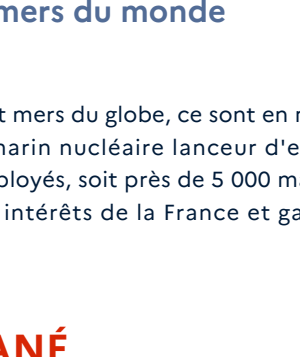 mers du monde
t mers du globe, ce sont en
marin nucléaire lanceur d'e
ployés, soit près de 5 000 ma
intérêts de la France et ga
ANÉ